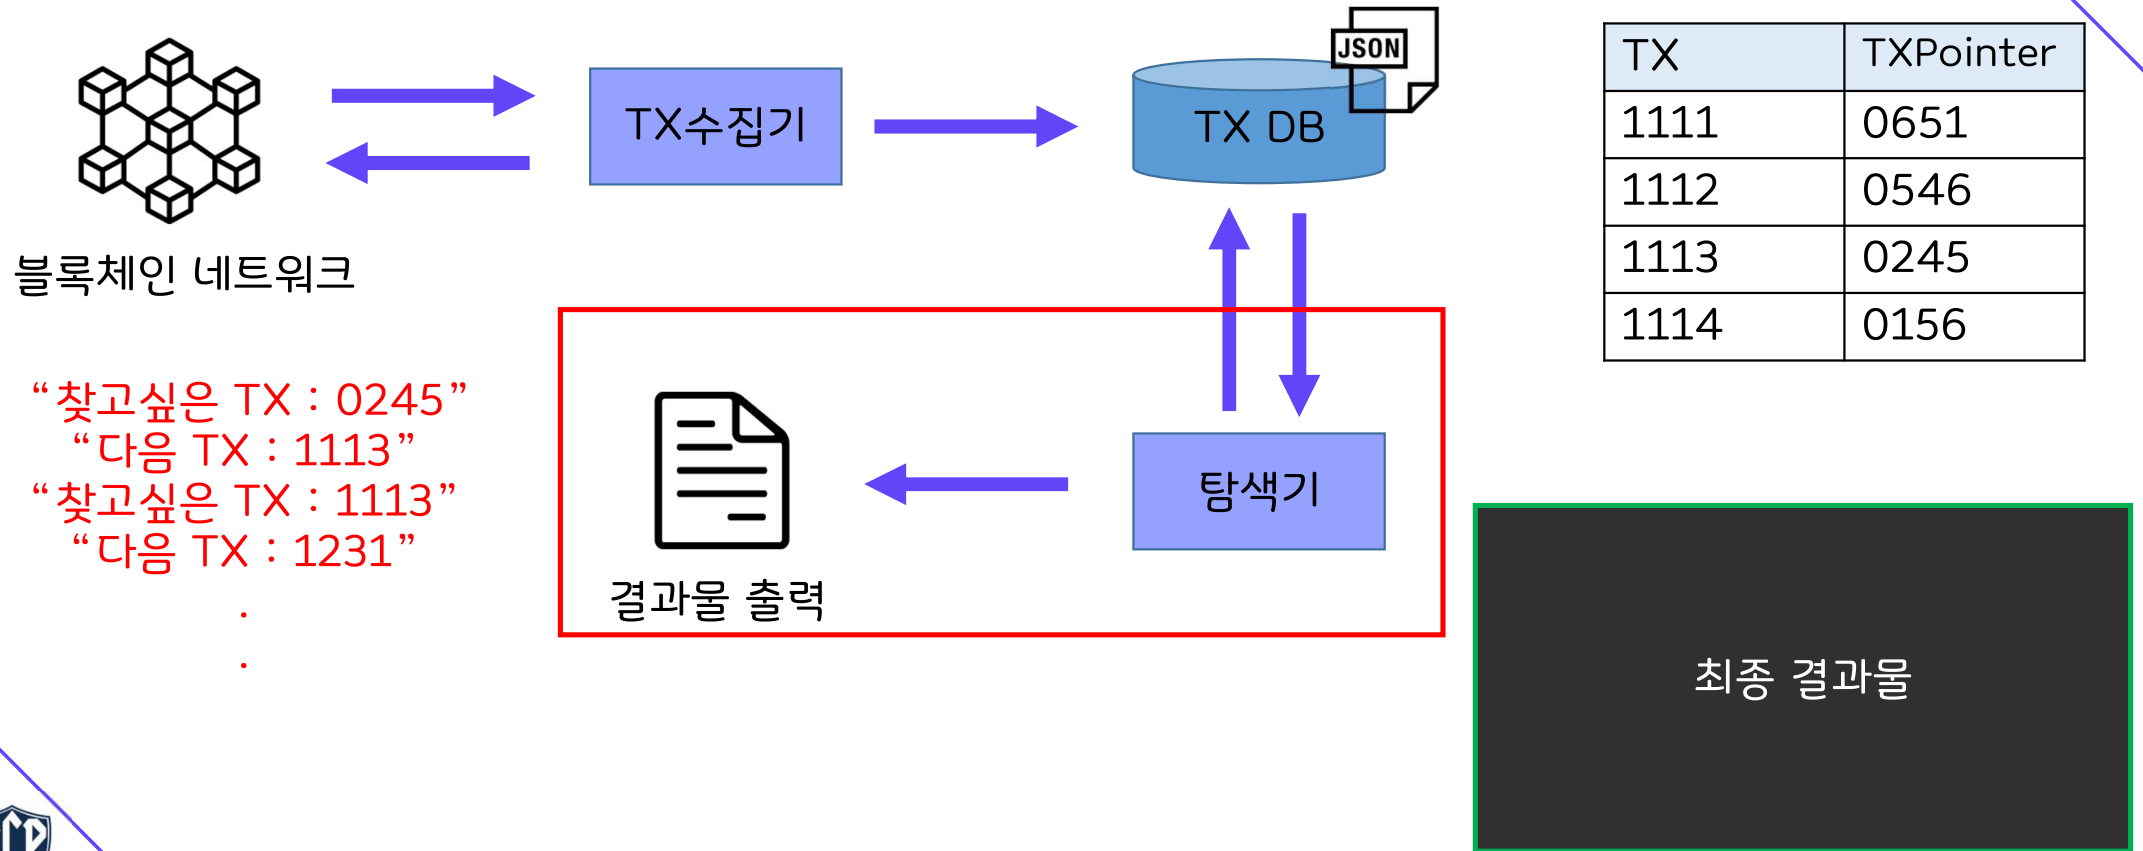 JSON
TX수집기
TX DB
블록체인 네트워크
TX TXPointer
1111 0651
1112 0546
1113 0245
1114 0156
“찾고싶은 TX : 0245”
“다음 TX : 1113”
“찾고싶은 TX : 1113”
“다음 TX : 1231”
.
.
탐색기
결과물 출력
최종 결과물